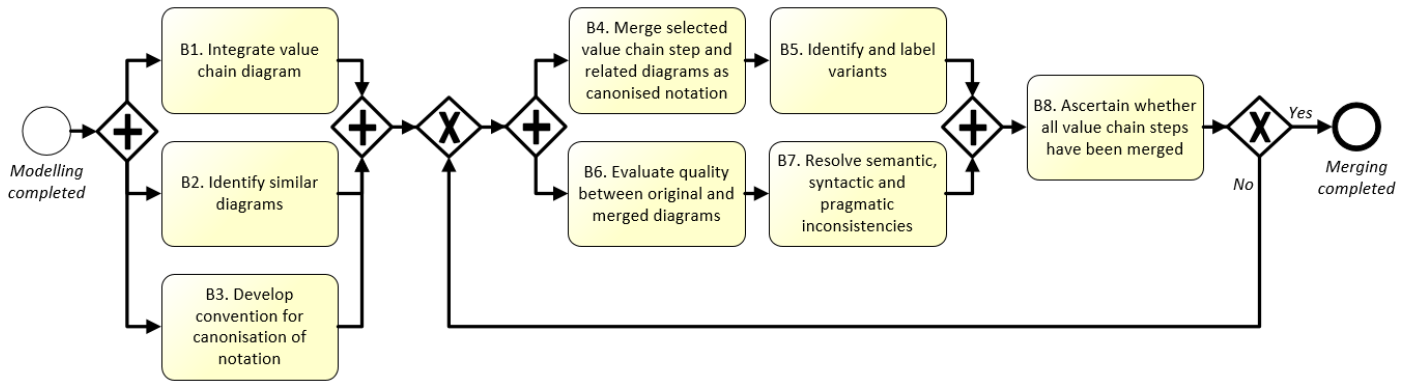 Modelling
completed
B1. Integrate value
chain diagram
B2. Identify similar
diagrams
B3. Develop
convention for
canonisation of
notation
X
B4. Merge selected
value chain step and
related diagrams as
canonised notation
B5. Identify and label
variants
B6. Evaluate quality
between original and
merged diagrams
B7. Resolve semantic,
syntactic and
pragmatic
inconsistencies
B8. Ascertain whether
all value chain steps
have been merged
X
Yes
No
Merging
completed